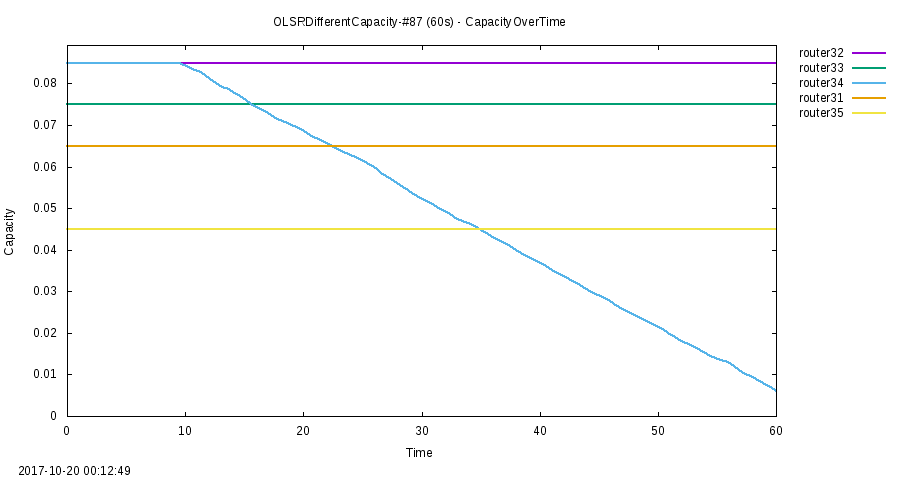 OLSRDifferentCapacity-#87 (60s) - CapacityOverTime
router32
router33
router34
router31
router35
0.08
0.07
0.06
0.05
0.04
0.03
0.02
0.01
0
Capacity
0 10 20 30 40 50 60
Time
2017-10-20 00:12:49